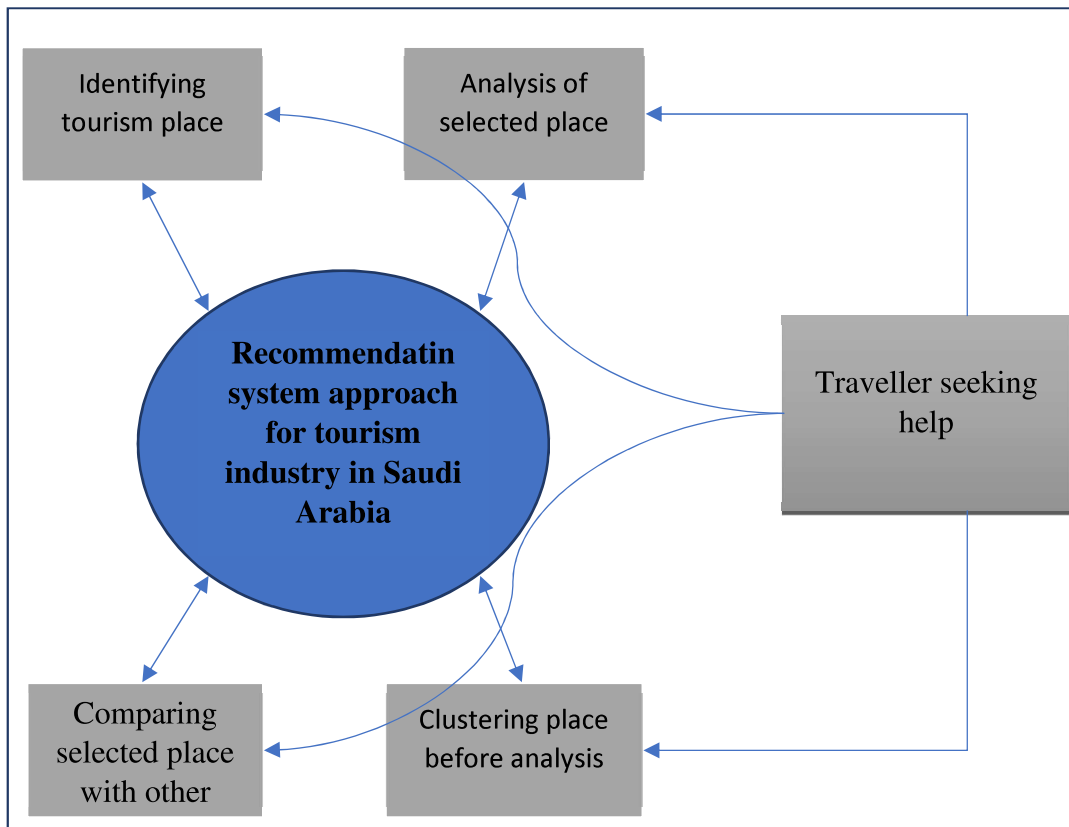 Identifying
tourism place
Analysis of
selected place
Recommendatin
system approach
for tourism
industry in Saudi
Arabia
Traveller seeking
help
Comparing
selected place
with other
Clustering place
before analysis